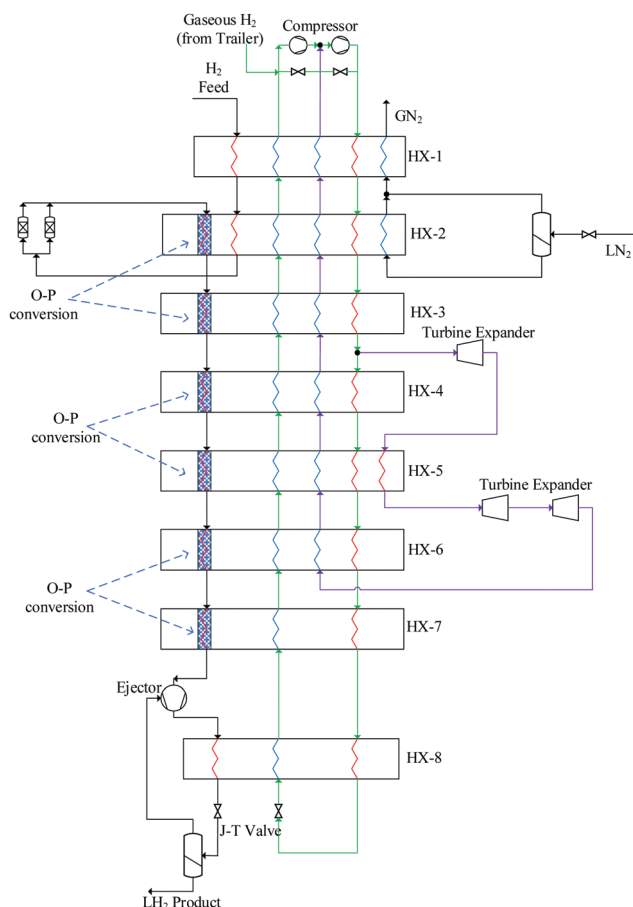 Gaseous H₂
(from Trailer)
Compressor
H₂
Feed
GN₂
HX-1
HX-2
LN₂
O-P
conversion
HX-3
Turbine Expander
HX-4
O-P
conversion
HX-5
Turbine Expander
HX-6
O-P
conversion
HX-7
Ejector
HX-8
J-T Valve
LH₂ Product